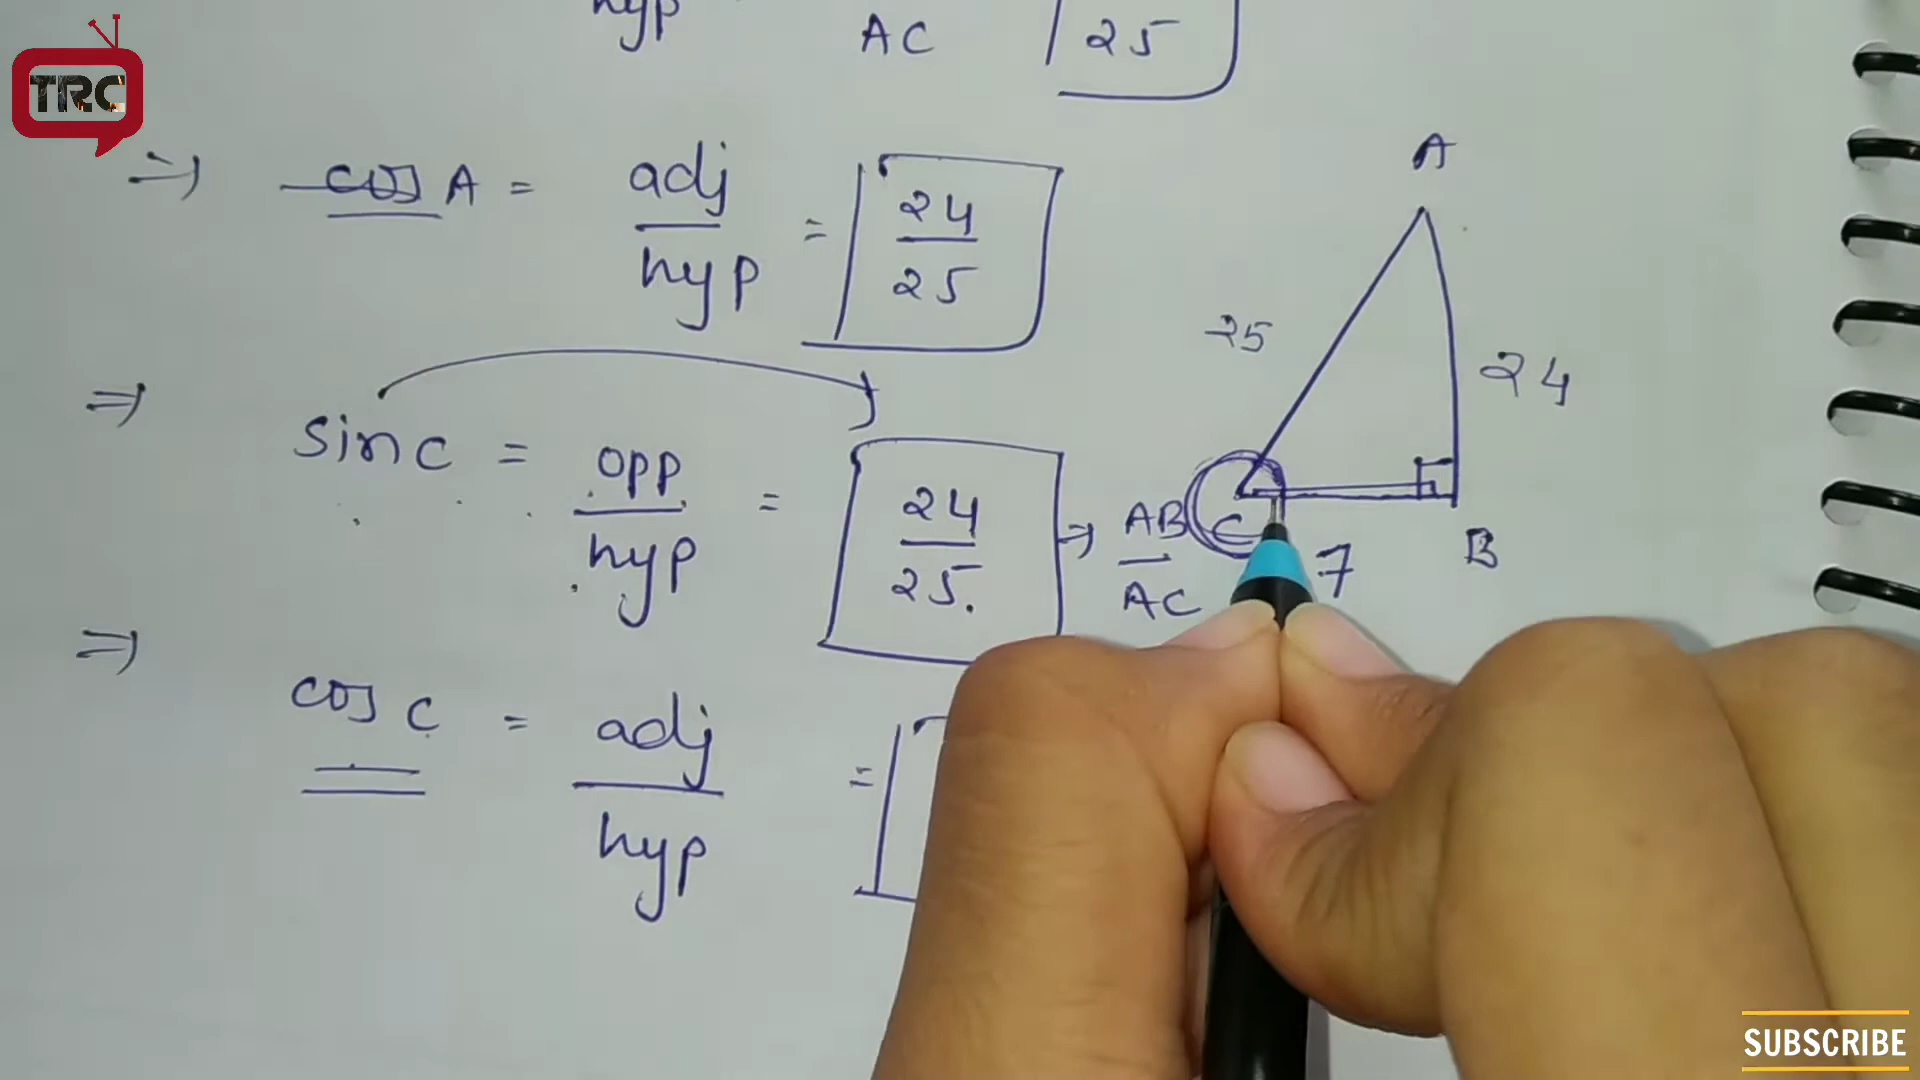 TRC
hyp AC 25
⇒ cos A = adj/hyp = 24/25
⇒ sin c = opp/hyp = 24/25. ⇒ AB/AC
⇒ cos c = adj/hyp =
A
25
24
C
7
B
SUBSCRIBE